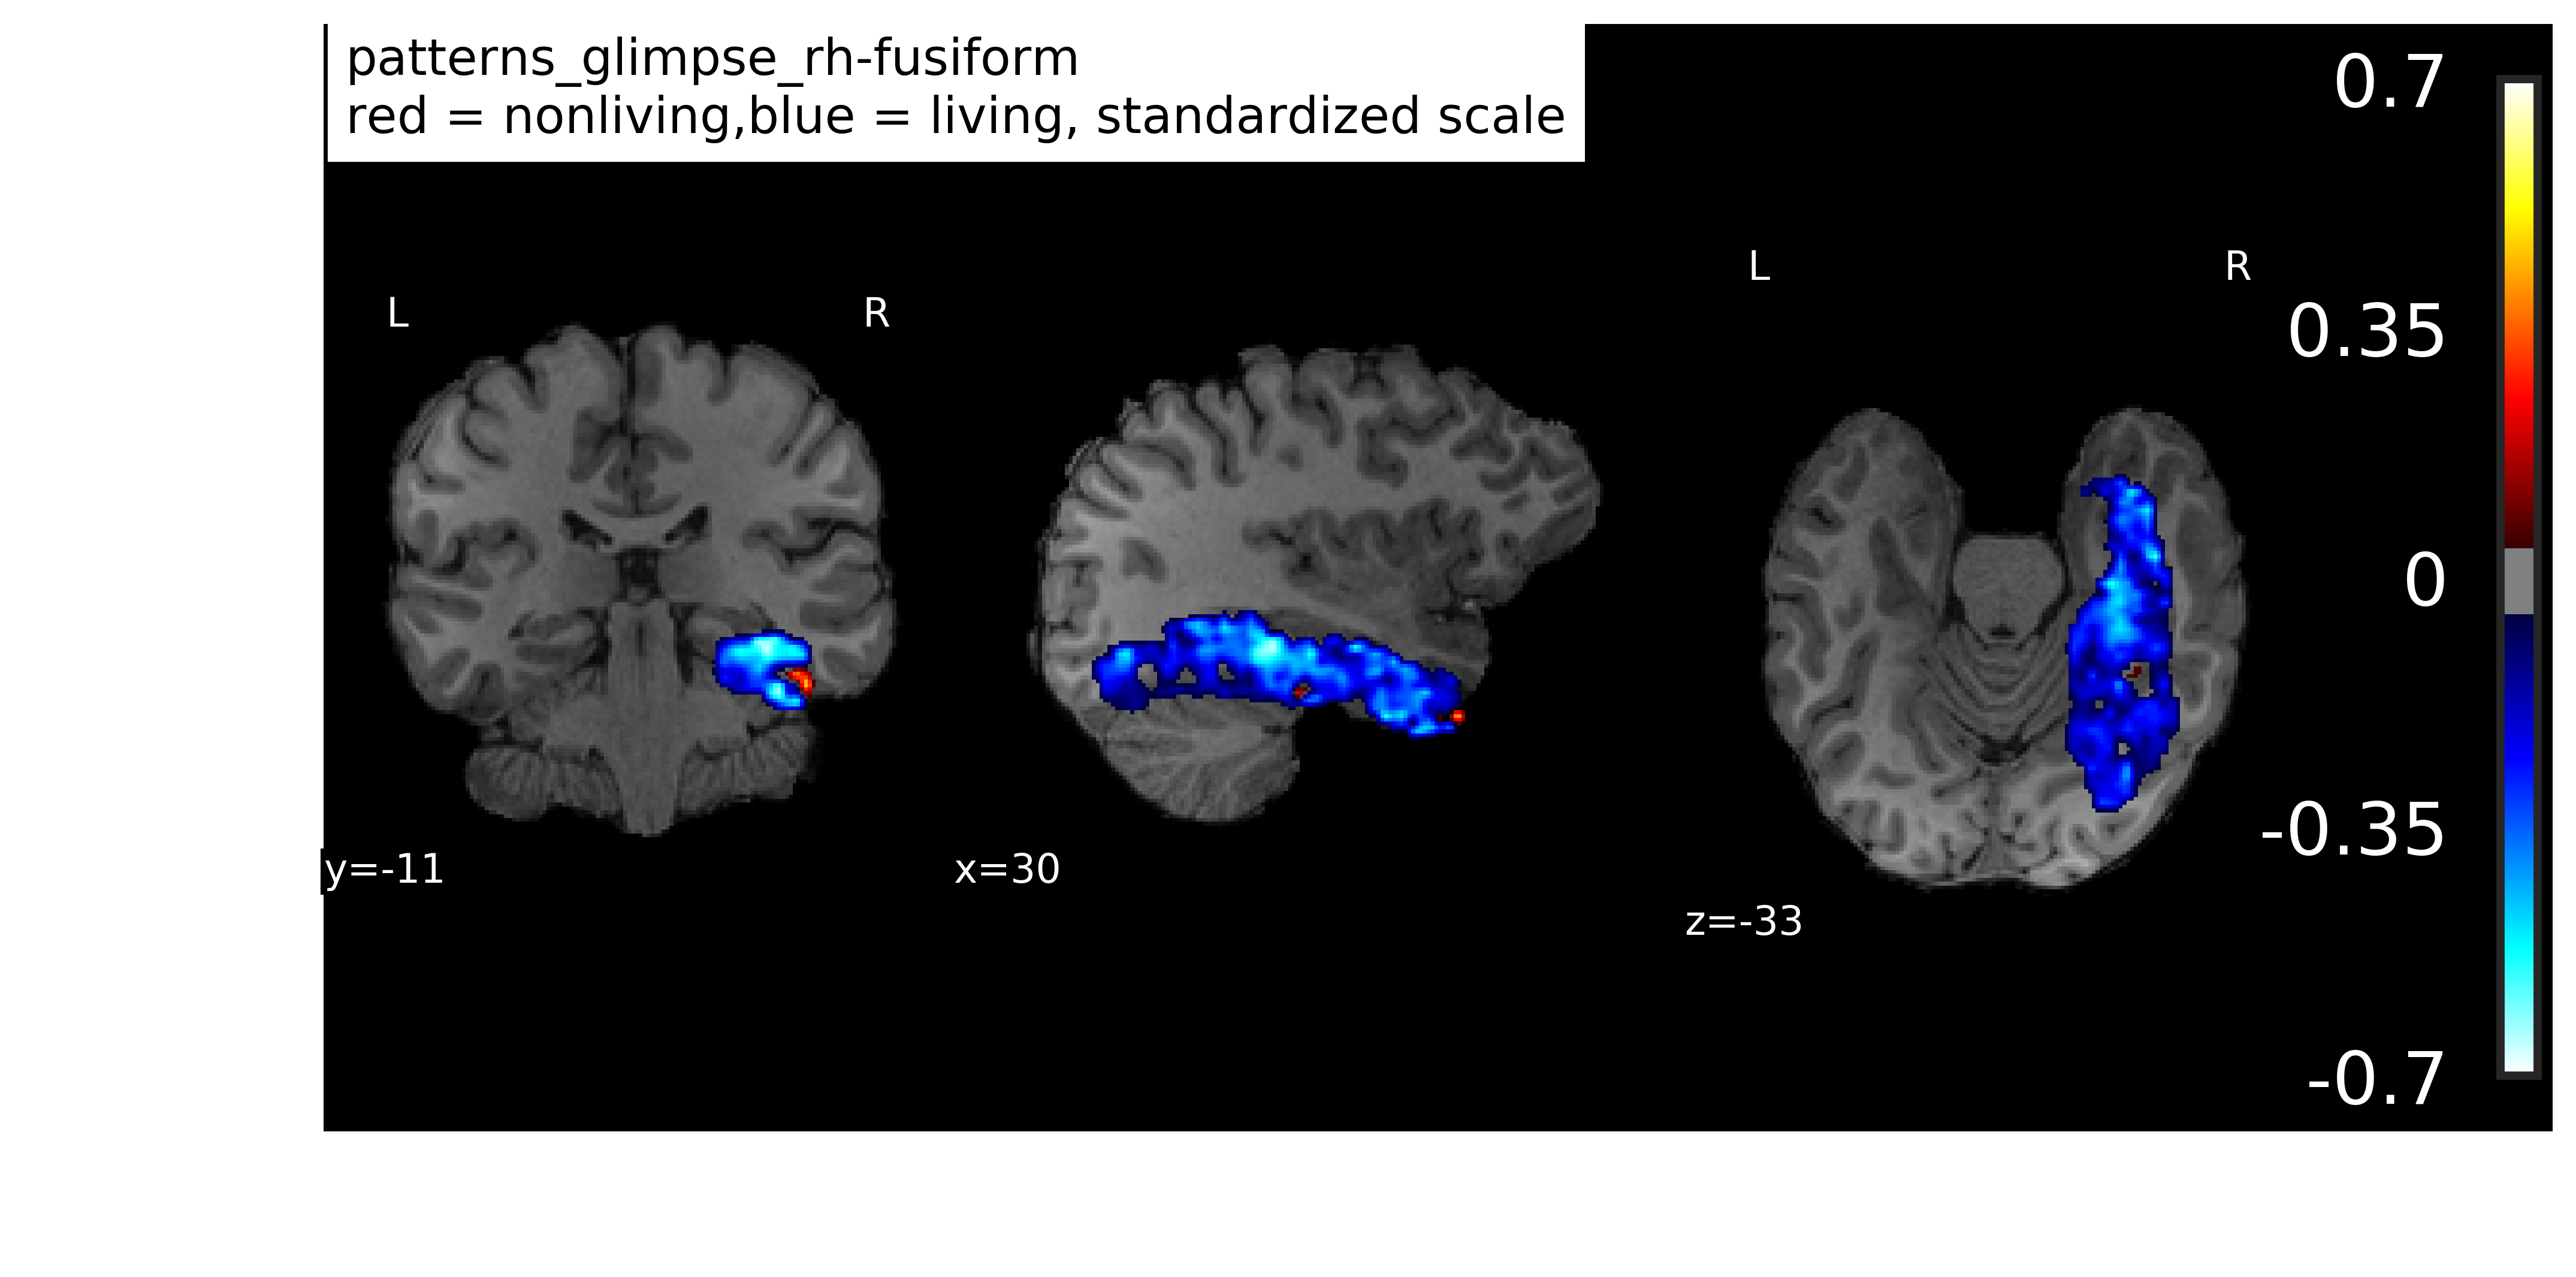 patterns_glimpse_rh-fusiform
red = nonliving,blue = living, standardized scale
L R
L R
y=-11
x=30
z=-33
0.7
0.35
0
-0.35
-0.7